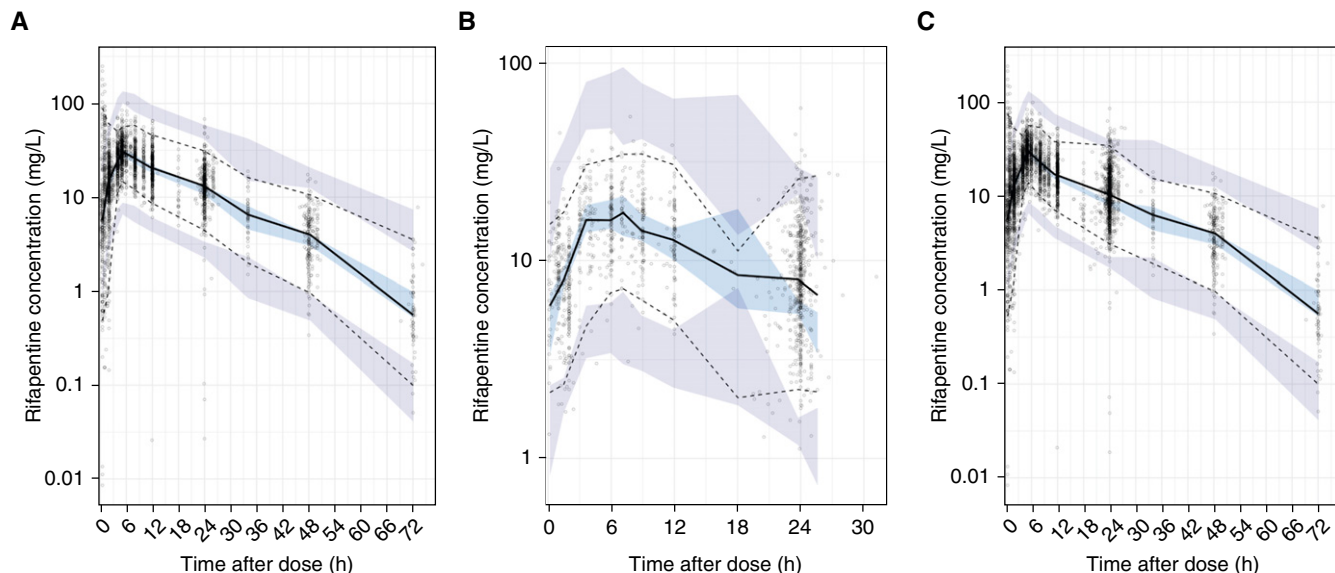 A
B
C
Rifapentine concentration (mg/L)
100
10
1
0.1
0.01
0 6 12 18 24 30 36 42 48 54 60 66 72
Time after dose (h)
Rifapentine concentration (mg/L)
100
10
1
0 6 12 18 24 30
Time after dose (h)
Rifapentine concentration (mg/L)
100
10
1
0.1
0.01
0 6 12 18 24 30 36 42 48 54 60 66 72
Time after dose (h)